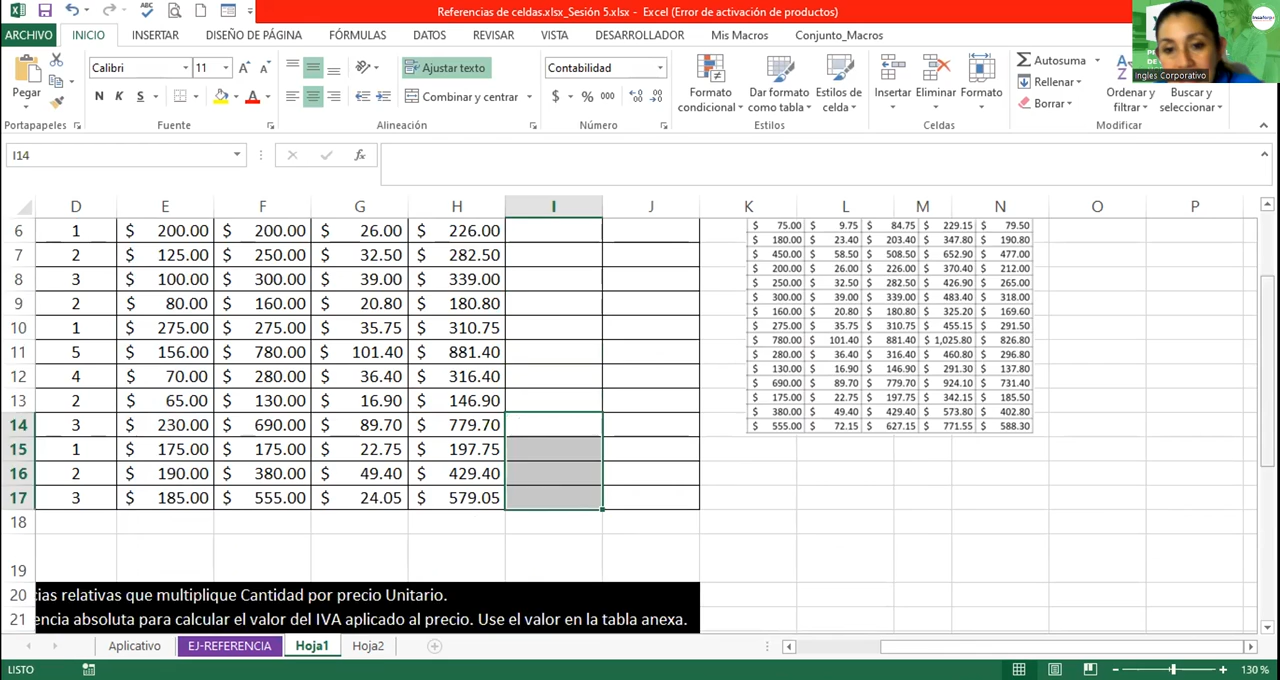 Referencias de celdas.xlsx_Sesión 5.xlsx - Excel (Error de activación de productos)
ARCHIVO INICIO INSERTAR DISEÑO DE PÁGINA FÓRMULAS DATOS REVISAR VISTA DESARROLLADOR Mis Macros Conjunto_Macros
Ingles Corporativo
Pegar
Calibri 11
N K S
Ajustar texto
Combinar y centrar
Contabilidad
$ % 000
Formato condicional
Dar formato como tabla
Estilos de celda
Insertar Eliminar Formato
Autosuma
Rellenar
Borrar
Ordenar y filtrar
Buscar y seleccionar
Portapapeles Fuente Alineación Número Estilos Celdas Modificar
I14
fx
D E F G H I J K L M N O P
6 1 $ 200.00 $ 200.00 $ 26.00 $ 226.00
7 2 $ 125.00 $ 250.00 $ 32.50 $ 282.50
8 3 $ 100.00 $ 300.00 $ 39.00 $ 339.00
9 2 $ 80.00 $ 160.00 $ 20.80 $ 180.80
10 1 $ 275.00 $ 275.00 $ 35.75 $ 310.75
11 5 $ 156.00 $ 780.00 $ 101.40 $ 881.40
12 4 $ 70.00 $ 280.00 $ 36.40 $ 316.40
13 2 $ 65.00 $ 130.00 $ 16.90 $ 146.90
14 3 $ 230.00 $ 690.00 $ 89.70 $ 779.70
15 1 $ 175.00 $ 175.00 $ 22.75 $ 197.75
16 2 $ 190.00 $ 380.00 $ 49.40 $ 429.40
17 3 $ 185.00 $ 555.00 $ 24.05 $ 579.05
$ 75.00 $ 9.75 $ 84.75 $ 229.15 $ 79.50
$ 180.00 $ 23.40 $ 203.40 $ 347.80 $ 190.80
$ 450.00 $ 58.50 $ 508.50 $ 652.90 $ 477.00
$ 200.00 $ 26.00 $ 226.00 $ 370.40 $ 212.00
$ 250.00 $ 32.50 $ 282.50 $ 426.90 $ 265.00
$ 300.00 $ 39.00 $ 339.00 $ 483.40 $ 318.00
$ 160.00 $ 20.80 $ 180.80 $ 325.20 $ 169.60
$ 275.00 $ 35.75 $ 310.75 $ 455.15 $ 291.50
$ 780.00 $ 101.40 $ 881.40 $ 1,025.80 $ 826.80
$ 280.00 $ 36.40 $ 316.40 $ 460.80 $ 296.80
$ 130.00 $ 16.90 $ 146.90 $ 291.30 $ 137.80
$ 690.00 $ 89.70 $ 779.70 $ 924.10 $ 731.40
$ 175.00 $ 22.75 $ 197.75 $ 342.15 $ 185.50
$ 380.00 $ 49.40 $ 429.40 $ 573.80 $ 402.80
$ 555.00 $ 72.15 $ 627.15 $ 771.55 $ 588.30
18
19
20 cias relativas que multiplique Cantidad por precio Unitario.
21 encia absoluta para calcular el valor del IVA aplicado al precio. Use el valor en la tabla anexa.
Aplicativo EJ-REFERENCIA Hoja1 Hoja2
LISTO
130 %